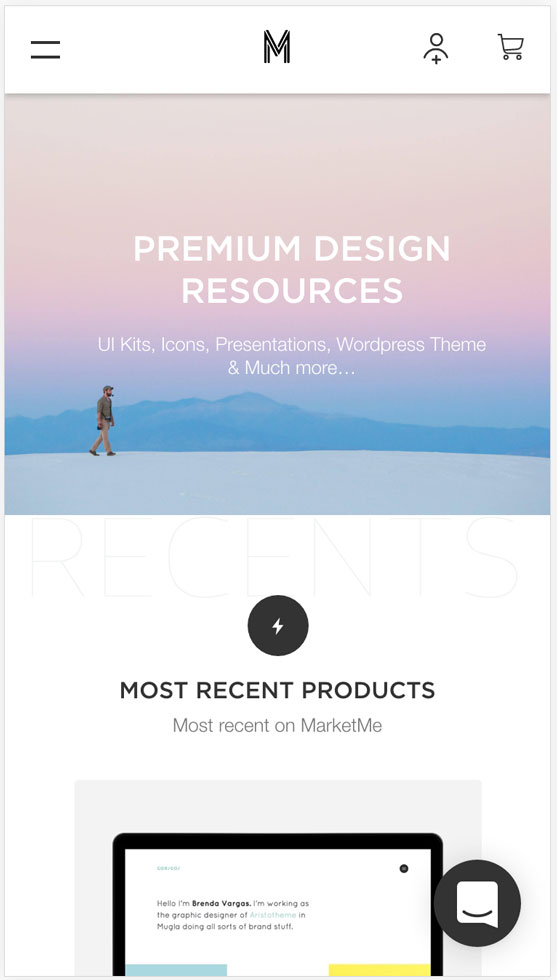 M
PREMIUM DESIGN
RESOURCES
UI Kits, Icons, Presentations, Wordpress Theme
& Much more...
RECENTS
MOST RECENT PRODUCTS
Most recent on MarketMe
Hello I'm Brenda Vargas. I'm working as
the graphic designer of Aristotheme in
Mugla doing all sorts of brand stuff.